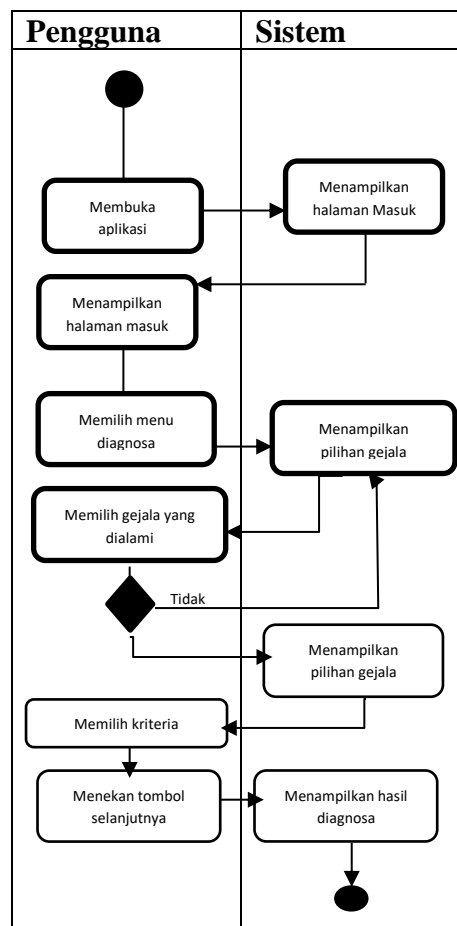 Pengguna
Sistem
Membuka
aplikasi
Menampilkan
halaman Masuk
Menampilkan
halaman masuk
Memilih menu
diagnosa
Menampilkan
pilihan gejala
Memilih gejala yang
dialami
Tidak
Menampilkan
pilihan gejala
Memilih kriteria
Menekan tombol
selanjutnya
Menampilkan hasil
diagnosa